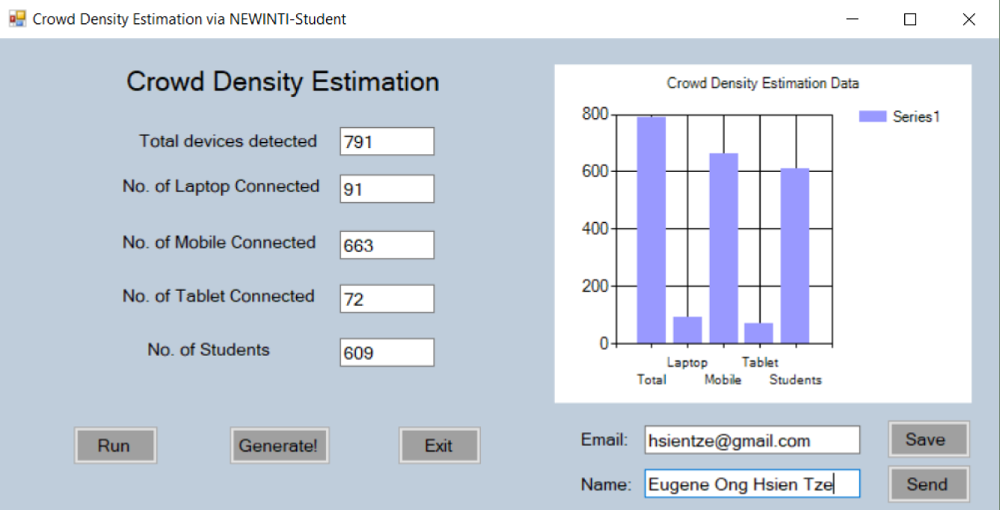 Crowd Density Estimation via NEWINTI-Student
Crowd Density Estimation
Total devices detected 791
No. of Laptop Connected 91
No. of Mobile Connected 663
No. of Tablet Connected 72
No. of Students 609
Run Generate! Exit
Crowd Density Estimation Data
Series1
800
600
400
200
0
Laptop Tablet
Total Mobile Students
Email: hsientze@gmail.com Save
Name: Eugene Ong Hsien Tze Send